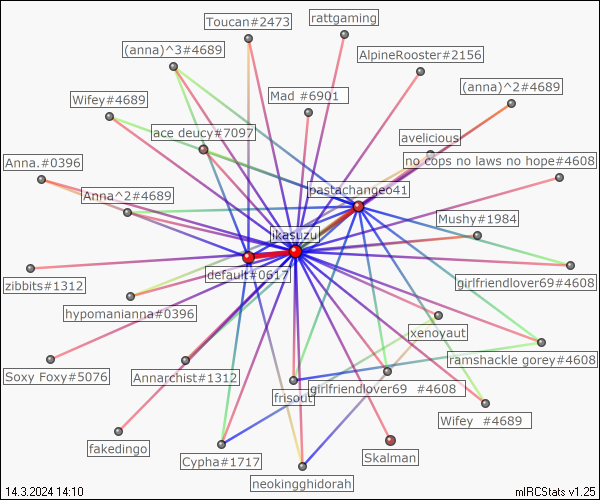 Toucan#2473
rattgaming
(anna)^3#4689
AlpineRooster#2156
Wifey#4689
Mad #6901
(anna)^2#4689
ace deucy#7097
avelicious
Anna.#0396
no cops no laws no hope#4608
Anna^2#4689
pastachangeo41
Mushy#1984
ikasuzu
default#0617
zibbits#1312
girlfriendlover69#4608
hypomanianna#0396
xenoyaut
ramshackle gorey#4608
Soxy Foxy#5076
Annarchist#1312
girlfriendlover69 #4608
frisout
Wifey #4689
fakedingo
Cypha#1717
Skalman
neokingghidorah
14.3.2024 14:10
mIRCStats v1.25